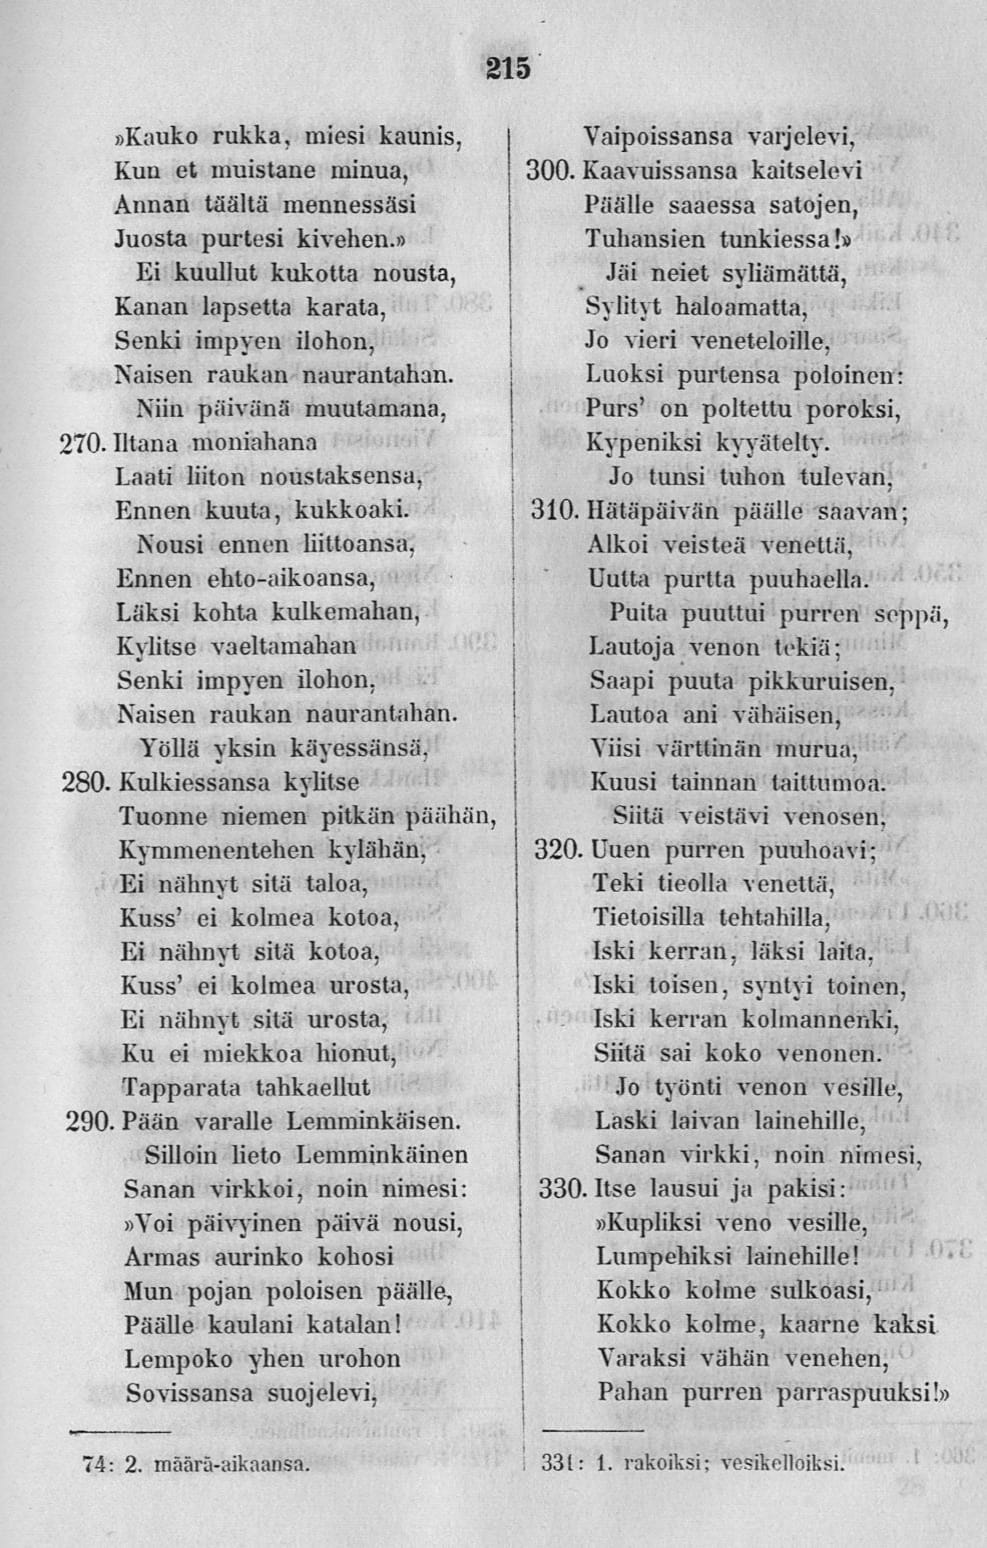 215
»Kauko rukka, miesi kaunis,
Kun et muistane minua,
Annan täältä mennessäsi
Juosta purtesi kivehen.»
Ei kuullut kukotta nousta,
Kanan lapsetta karata,
Senki impyen ilohon,
Naisen raukan naurantahan.
Niin päivänä muutamana,
270. Iltana moniahana
Laati liiton noustaksensa,
Ennen kuuta, kukkoaki.
Nousi ennen liittoansa,
Ennen ehto-aikoansa,
Läksi kohta kulkemahan,
Kylitse vaeltamahan
Senki impyen ilohon,
Naisen raukan naurantahan.
Yöllä yksin käyessänsä,
280. Kulkiessansa kylitse
Tuonne niemen pitkän päähän,
Kymmenentehen kylähän,
Ei nähnyt sitä taloa,
Kuss' ei kolmea kotoa,
Ei nähnyt sitä kotoa,
Kuss' ei kolmea urosta,
Ei nähnyt sitä urosta,
Ku ei miekkoa hionut,
Tapparata tahkaellut
290. Pään varalle Lemminkäisen.
Silloin lieto Lemminkäinen
Sanan virkkoi, noin nimesi:
»Voi päivyinen päivä nousi,
Armas aurinko kohosi
Mun pojan poloisen päälle,
Päälle kaulani katalan!
Lempoko yhen urohon
Sovissansa suojelevi,
74: 2. määrä-aikaansa.
Vaipoissansa varjelevi,
300. Kaavuissansa kaitselevi
Päälle saaessa satojen,
Tuhansien tunkiessa!»
Jäi neiet syliämättä,
Sylityt haloamatta,
Jo vieri veneteloille,
Luoksi purtensa poloinen:
Purs' on poltettu poroksi,
Kypeniksi kyyätelty.
Jo tunsi tuhon tulevan,
310. Hätäpäivän päälle saavan;
Alkoi veisteä venettä,
Uutta purtta puuhaella.
Puita puuttui purren seppä,
Lautoja venon tekiä;
Saapi puuta pikkuruisen,
Lautoa ani vähäisen,
Viisi värttinän murua,
Kuusi tainnan taittumoa.
Siitä veistävi venosen,
320. Uuen purren puuhoavi;
Teki tieolla venettä,
Tietoisilla tehtahilla,
Iski kerran, läksi laita,
Iski toisen, syntyi toinen,
Iski kerran kolmannenki,
Siitä sai koko venonen.
Jo työnti venon vesille,
Laski laivan lainehille,
Sanan virkki, noin nimesi,
330. Itse lausui ja pakisi:
»Kupliksi veno vesille,
Lumpehiksi lainehille!
Kokko kolme sulkoasi,
Kokko kolme, kaarne kaksi
Varaksi vähän venehen,
Pahan purren parraspuuksi!»
331: 1. rakoiksi; vesikelloiksi.